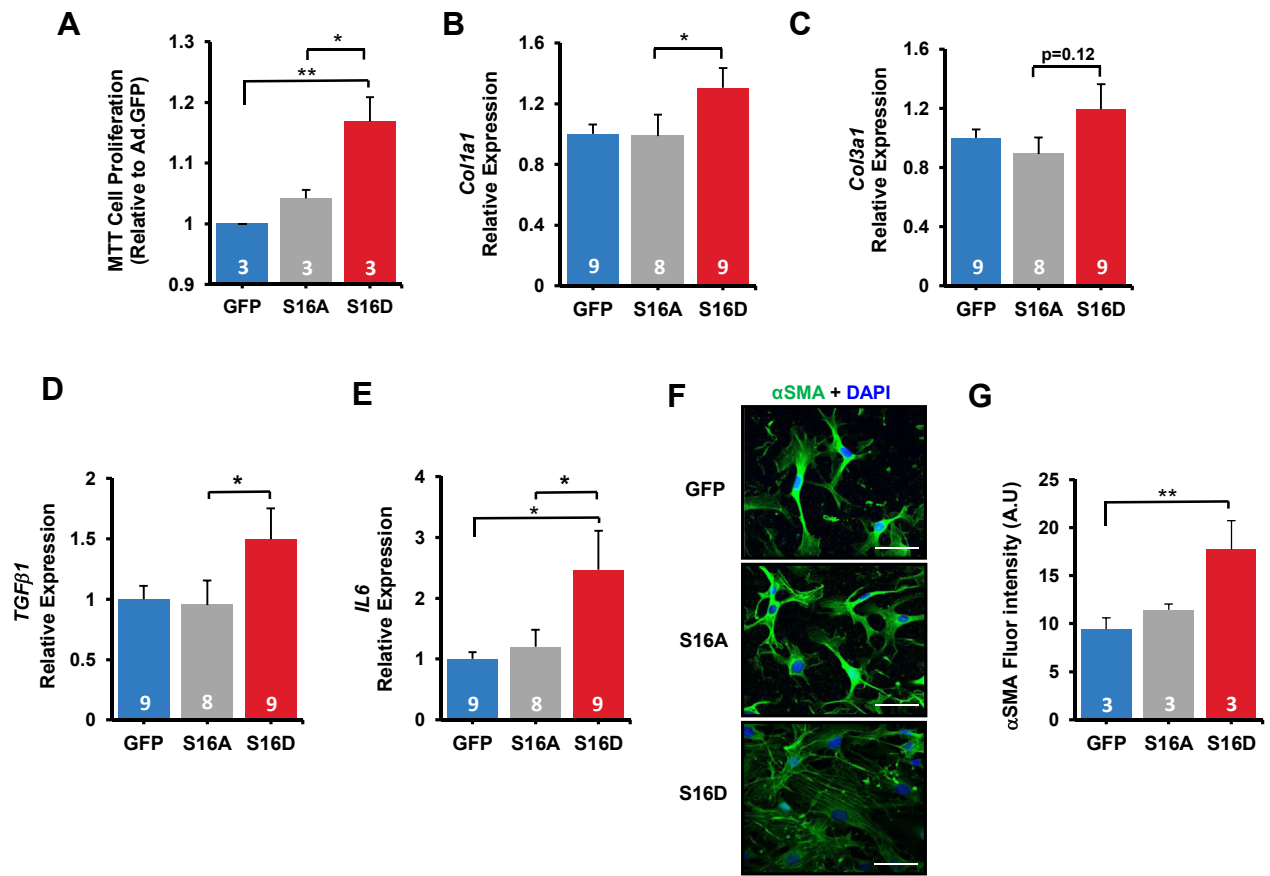 A
MTT Cell Proliferation
(Relative to Ad.GFP)
1.3
1.2
1.1
1
0.9
*
**
3
3
3
GFP
S16A
S16D
B
Col1a1
Relative Expression
1.6
1.2
0.8
0.4
0
*
9
8
9
GFP
S16A
S16D
C
Col3a1
Relative Expression
1.6
1.2
0.8
0.4
0
p=0.12
9
8
9
GFP
S16A
S16D
D
TGFβ1
Relative Expression
2
1.5
1
0.5
0
*
9
8
9
GFP
S16A
S16D
E
IL6
Relative Expression
4
3
2
1
0
*
*
9
8
9
GFP
S16A
S16D
F
αSMA + DAPI
GFP
S16A
S16D
G
αSMA Fluor intensity (A.U)
25
20
15
10
5
0
**
3
3
3
GFP
S16A
S16D